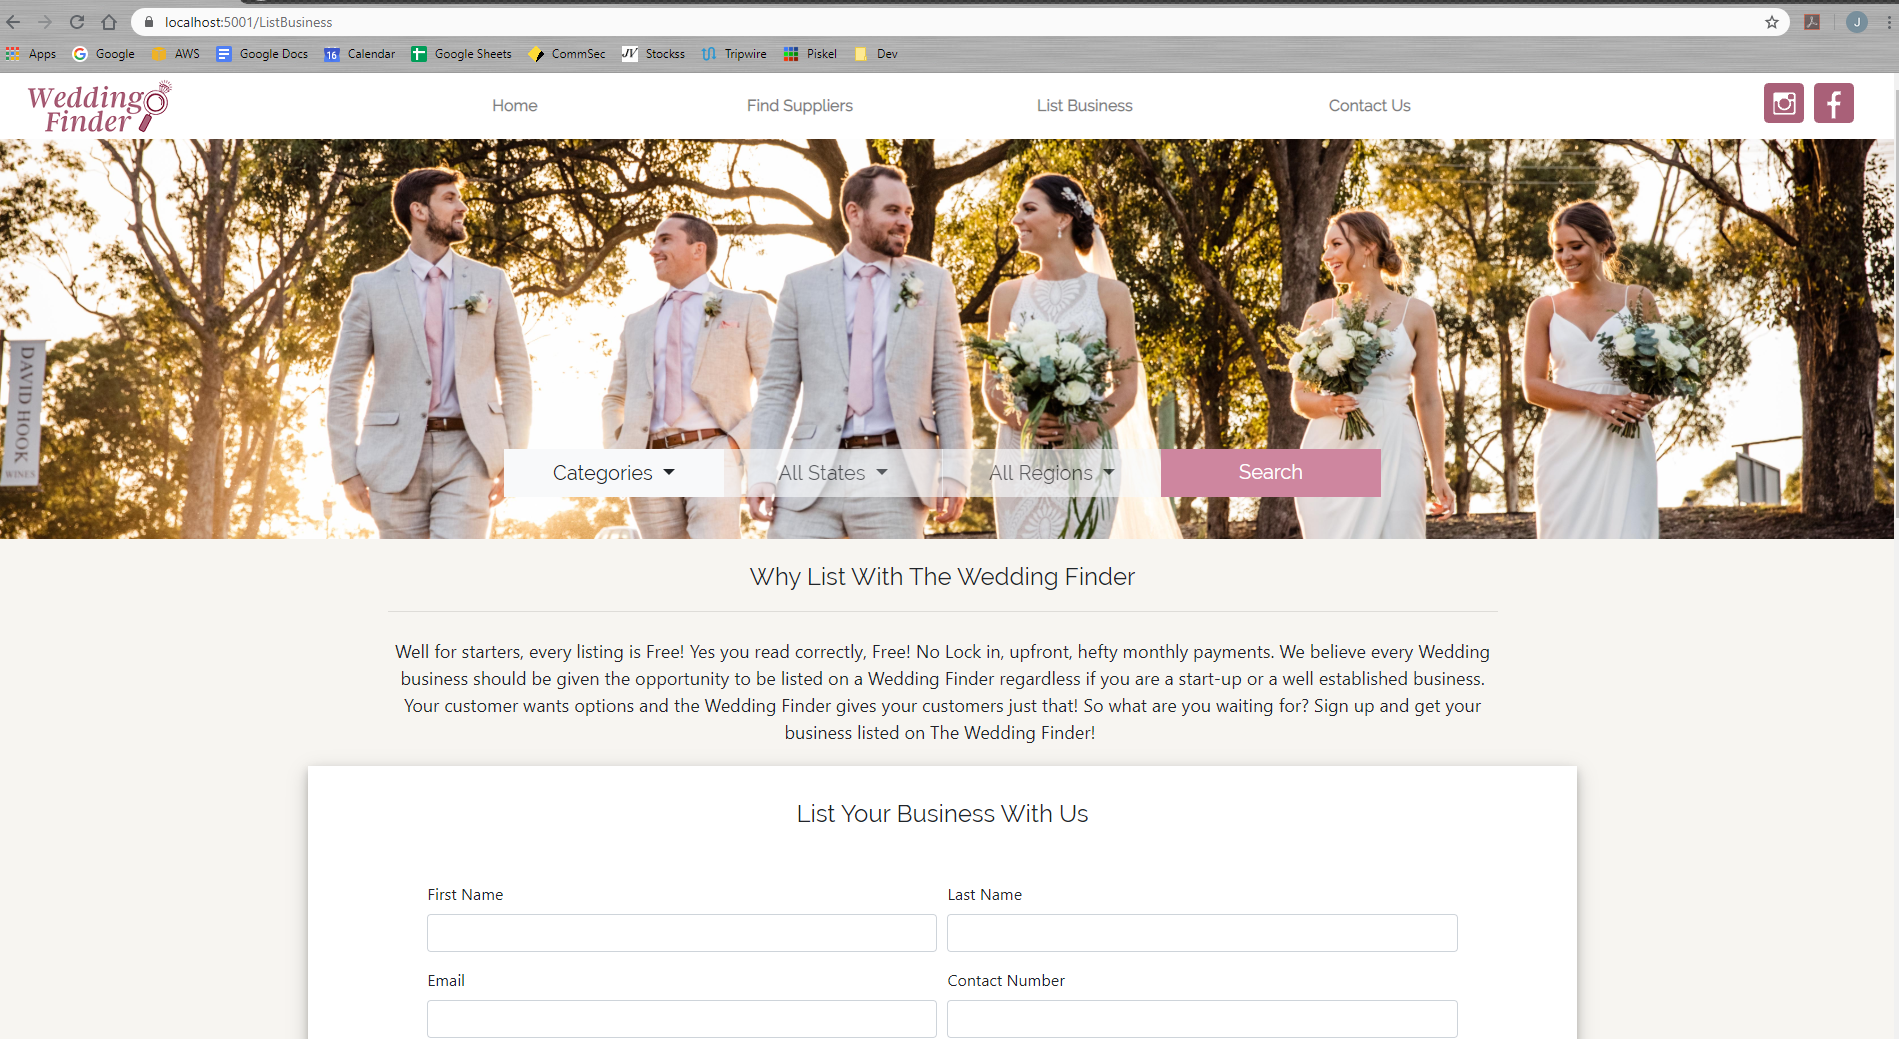 localhost:5001/ListBusiness
Apps Google AWS Google Docs 16 Calendar Google Sheets CommSec JV Stockss Tripwire Piskel Dev
J
Wedding
Finder
Home Find Suppliers List Business Contact Us
DAVID HOOK
WINES
Categories All States All Regions Search
Why List With The Wedding Finder
Well for starters, every listing is Free! Yes you read correctly, Free! No Lock in, upfront, hefty monthly payments. We believe every Wedding
business should be given the opportunity to be listed on a Wedding Finder regardless if you are a start-up or a well established business.
Your customer wants options and the Wedding Finder gives your customers just that! So what are you waiting for? Sign up and get your
business listed on The Wedding Finder!
List Your Business With Us
First Name Last Name
Email Contact Number